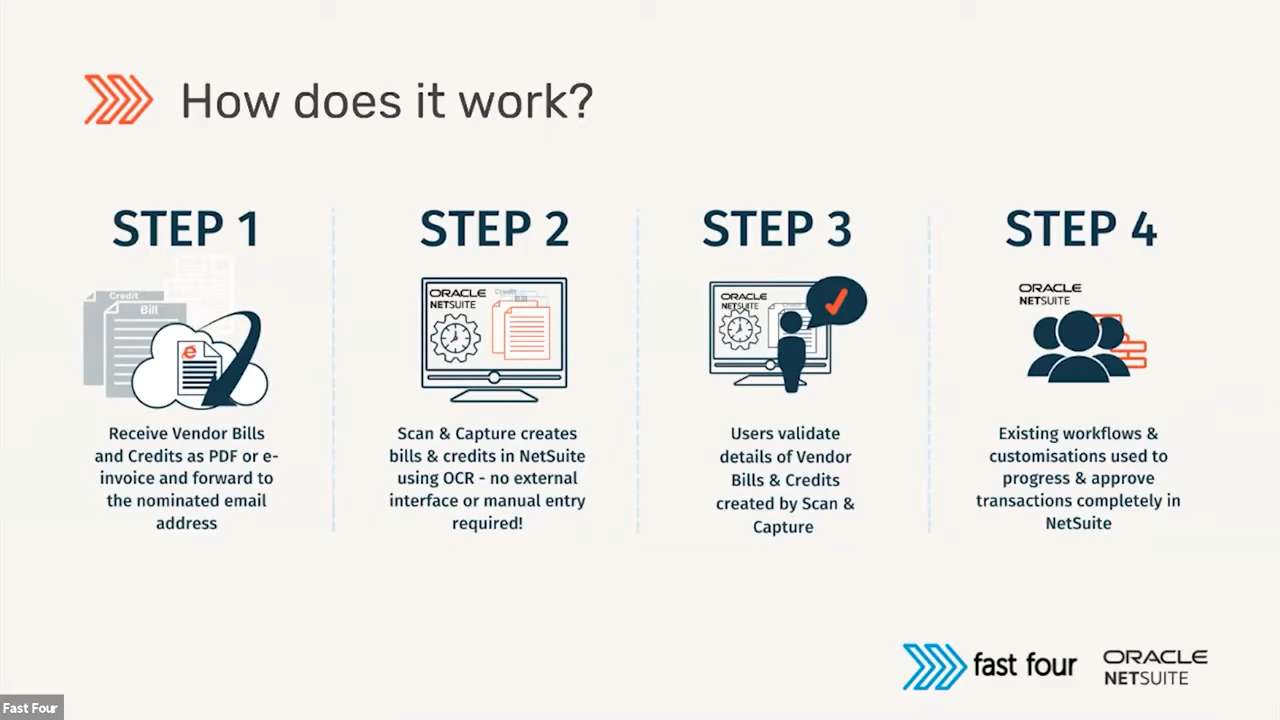 How does it work?
STEP 1
Credit
Bill
e
Receive Vendor Bills
and Credits as PDF or e-
invoice and forward to
the nominated email
address
STEP 2
ORACLE
NETSUITE
Credit
Bill
Scan & Capture creates
bills & credits in NetSuite
using OCR - no external
interface or manual entry
required!
STEP 3
ORACLE
NETSUITE
Users validate
details of Vendor
Bills & Credits
created by Scan &
Capture
STEP 4
ORACLE
NETSUITE
Existing workflows &
customisations used to
progress & approve
transactions completely in
NetSuite
fast four
ORACLE
NETSUITE
Fast Four